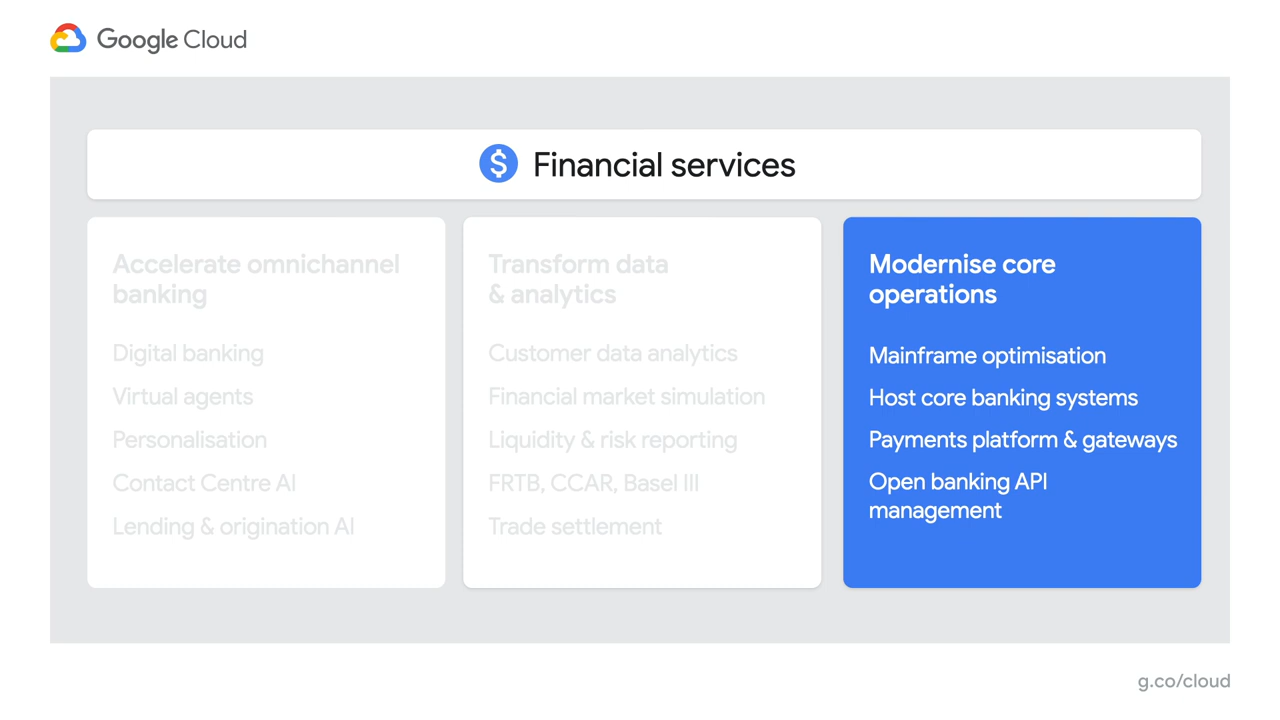 Google Cloud
Financial services
Accelerate omnichannel
banking
Digital banking
Virtual agents
Personalisation
Contact Centre AI
Lending & origination AI
Transform data
& analytics
Customer data analytics
Financial market simulation
Liquidity & risk reporting
FRTB, CCAR, Basel III
Trade settlement
Modernise core
operations
Mainframe optimisation
Host core banking systems
Payments platform & gateways
Open banking API
management
g.co/cloud